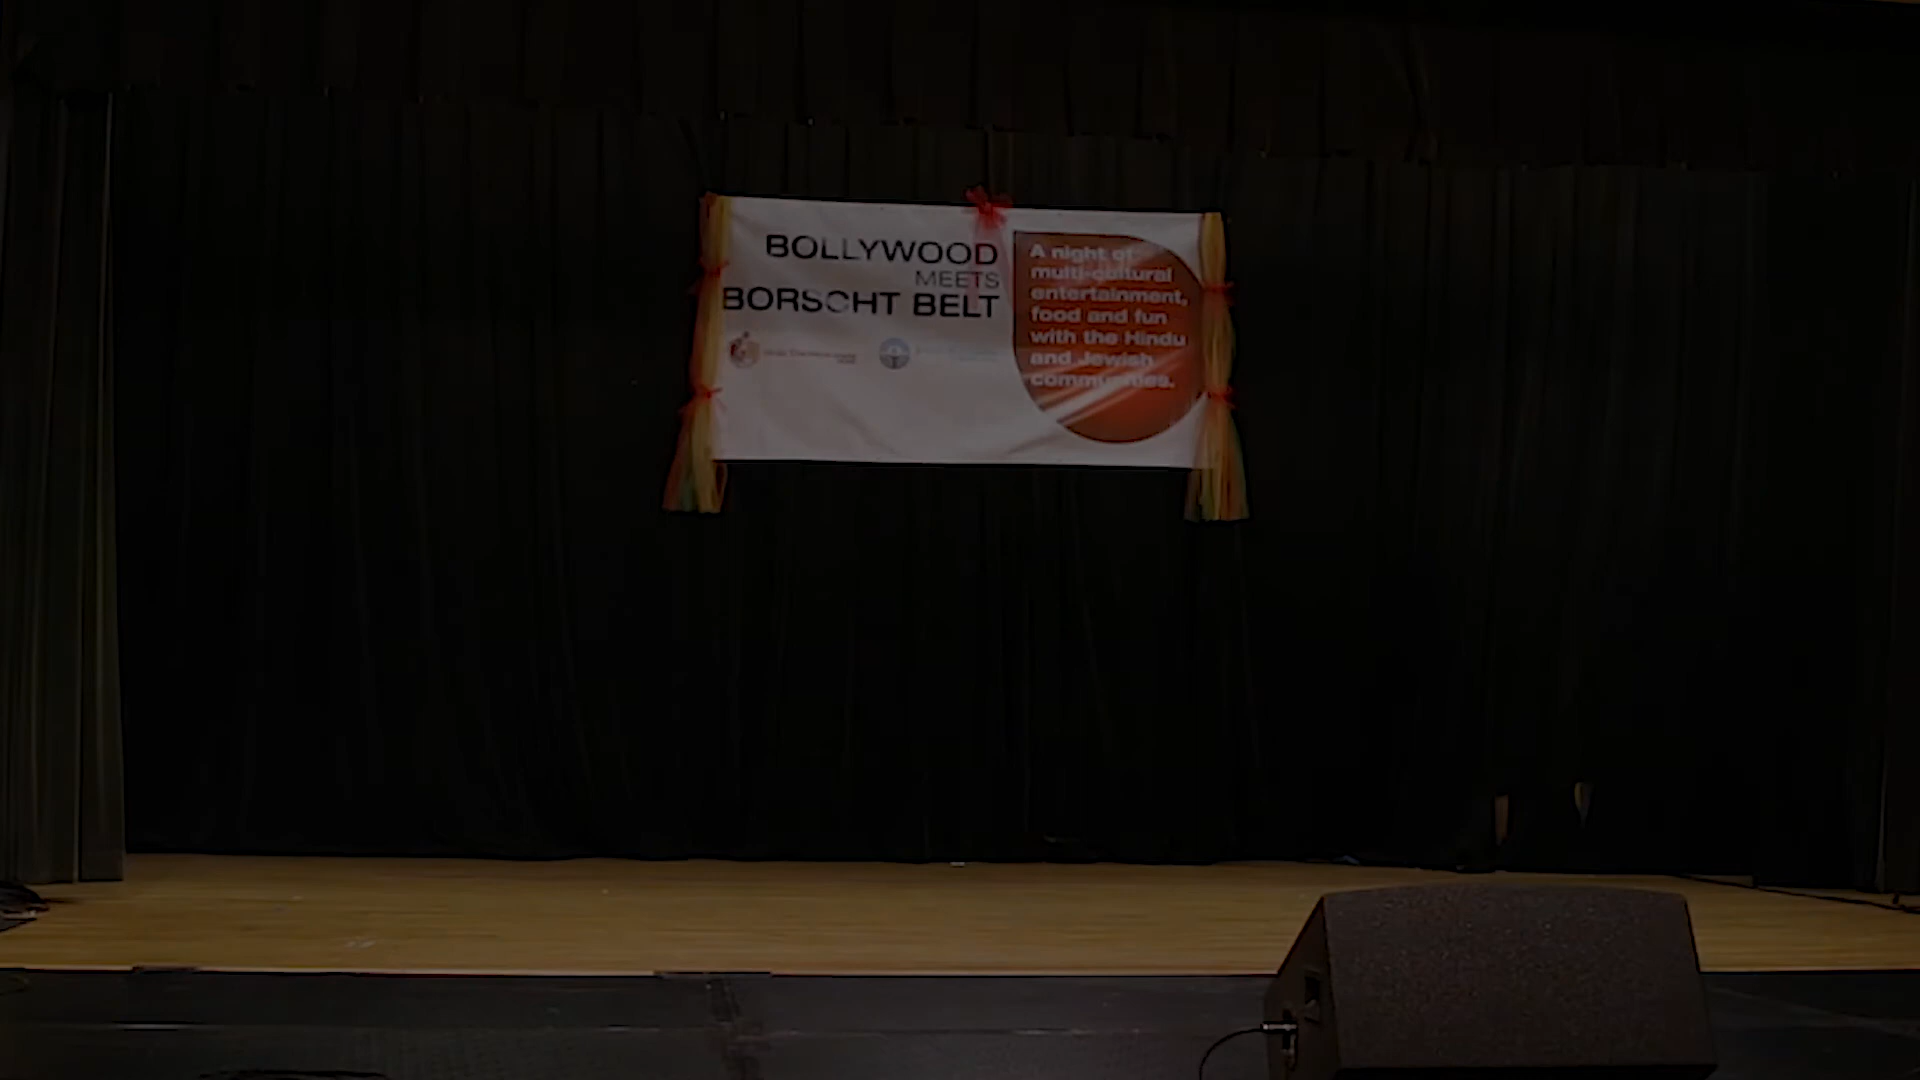 BOLLYWOOD
MEETS
BORSCHT BELT
A night of
multi-cultural
entertainment,
food and fun
with the Hindu
and Jewish
communities.